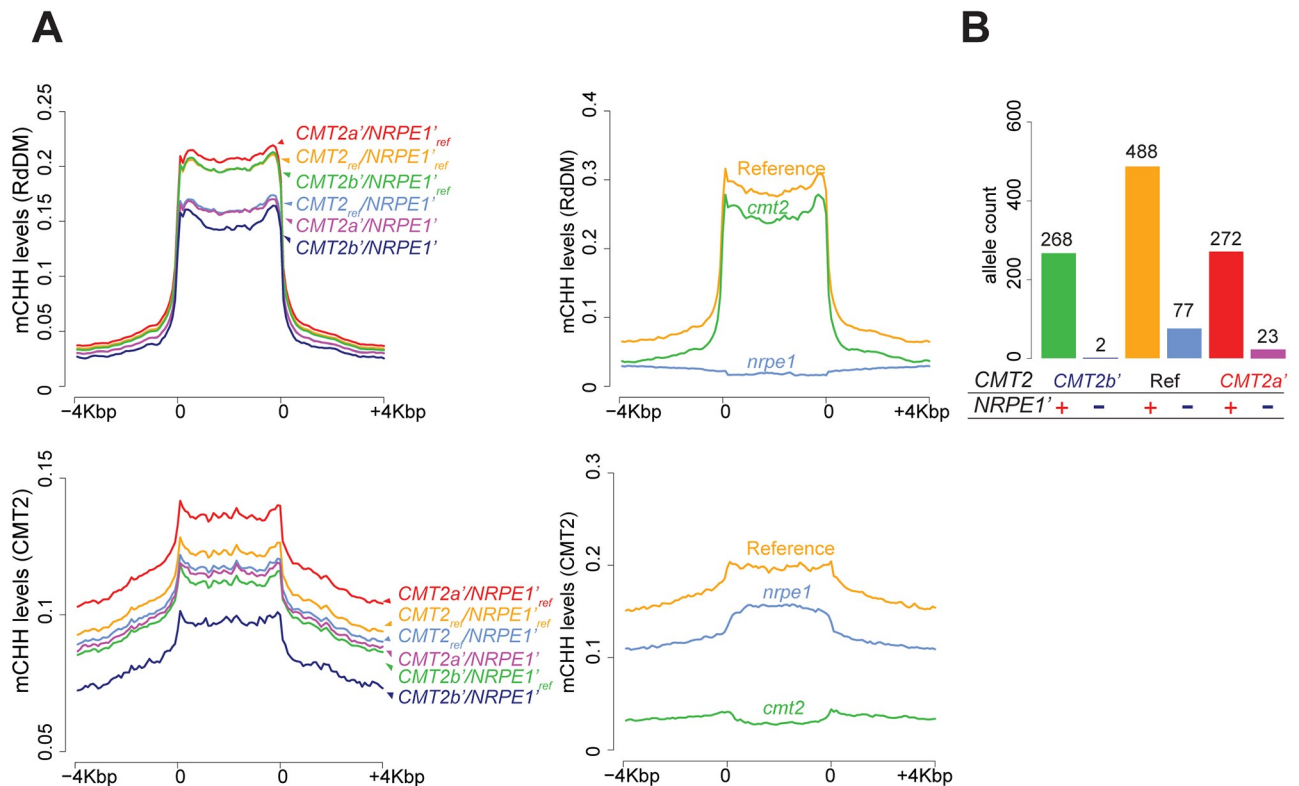 A
B
mCHH levels (RdDM)
0.25
0.2
0.15
0.1
0.05
0
CMT2a'/NRPE1'ref
CMT2ref/NRPE1'ref
CMT2b'/NRPE1'ref
CMT2ref/NRPE1'
CMT2a'/NRPE1'
CMT2b'/NRPE1'
−4Kbp 0 0 +4Kbp
mCHH levels (RdDM)
0.4
0.3
0.2
0.1
0
Reference
cmt2
nrpe1
−4Kbp 0 0 +4Kbp
allele count
600
400
200
0
268
2
488
77
272
23
CMT2 CMT2b' Ref CMT2a'
NRPE1' + − + − + −
mCHH levels (CMT2)
0.15
0.1
0.05
CMT2a'/NRPE1'ref
CMT2ref/NRPE1'ref
CMT2ref/NRPE1'
CMT2a'/NRPE1'
CMT2b'/NRPE1'ref
CMT2b'/NRPE1'
−4Kbp 0 0 +4Kbp
mCHH levels (CMT2)
0.3
0.2
0.1
0
Reference
nrpe1
cmt2
−4Kbp 0 0 +4Kbp